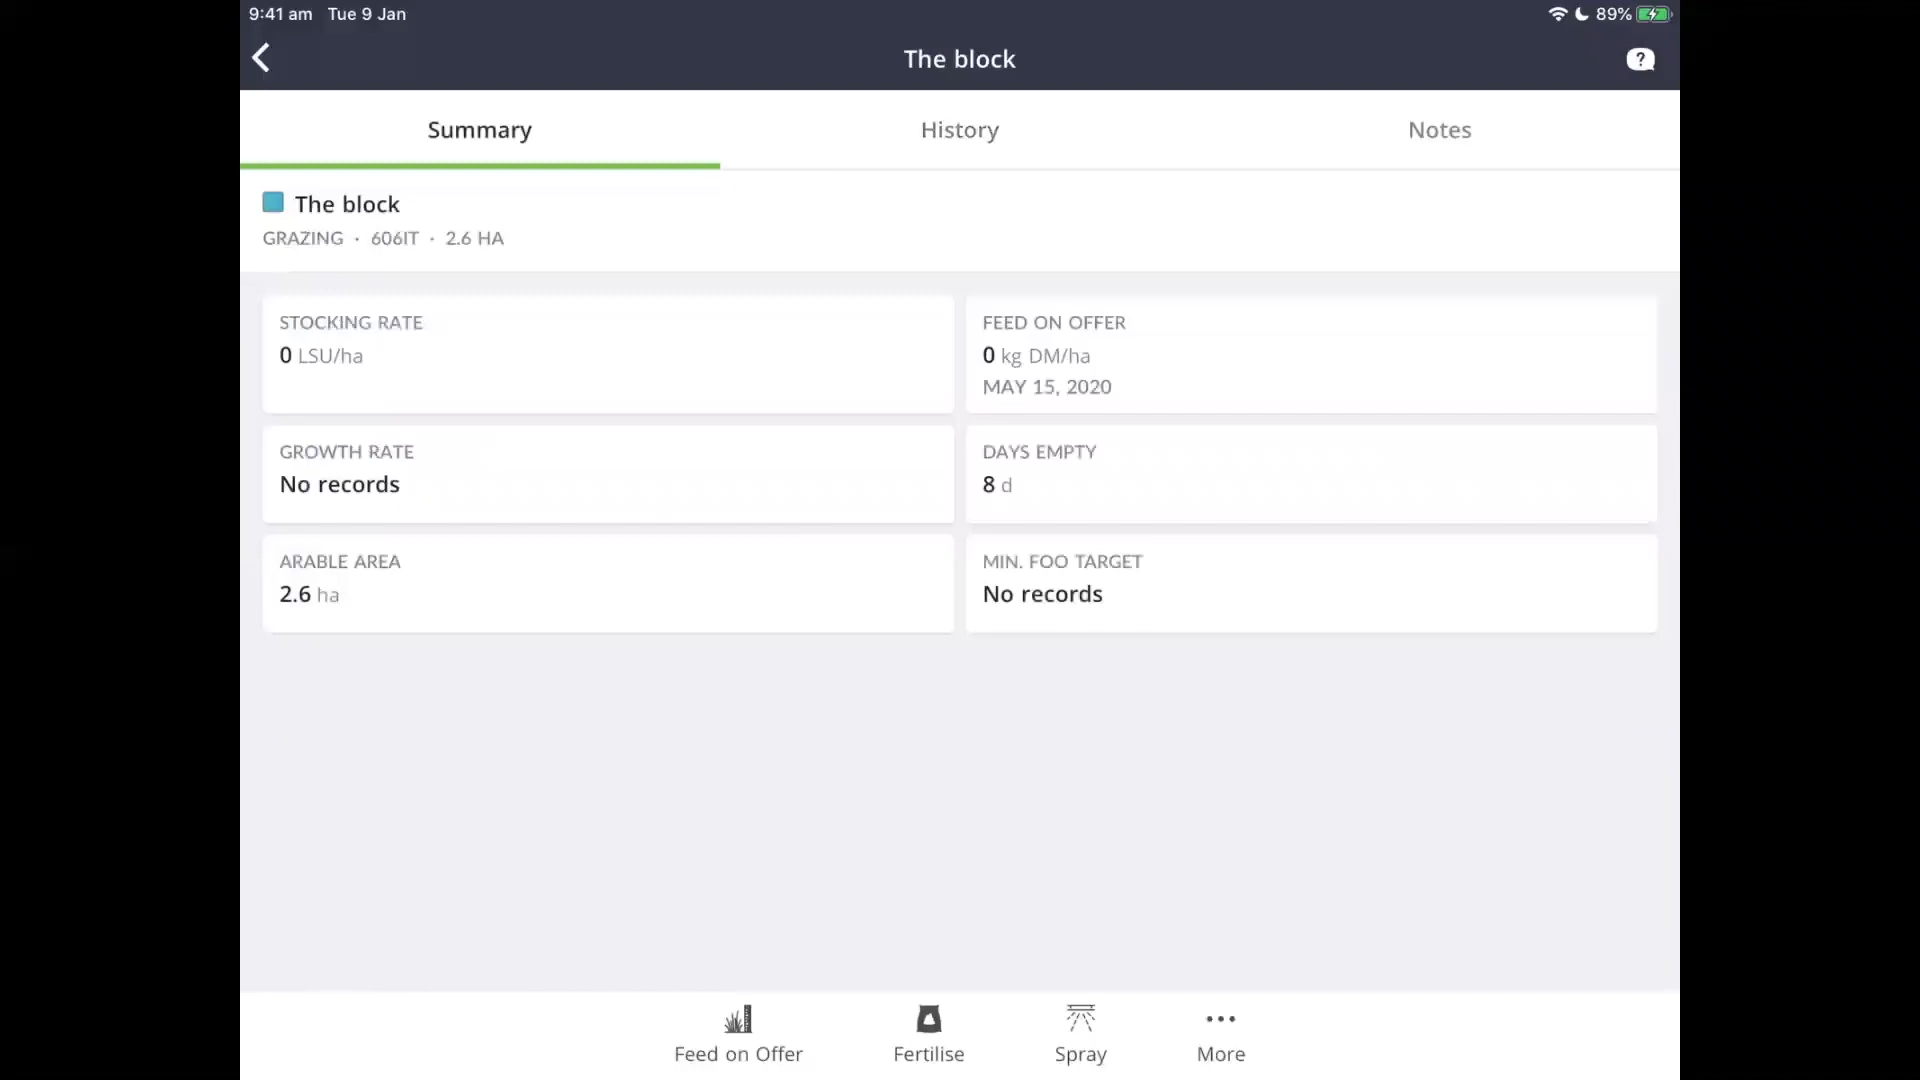 9:41 am Tue 9 Jan 89%
The block
?
Summary History Notes
The block
GRAZING · 606IT · 2.6 HA
STOCKING RATE
0 LSU/ha
FEED ON OFFER
0 kg DM/ha
MAY 15, 2020
GROWTH RATE
No records
DAYS EMPTY
8 d
ARABLE AREA
2.6 ha
MIN. FOO TARGET
No records
Feed on Offer Fertilise Spray More